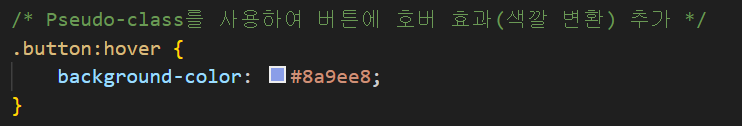 /* Pseudo-class를 사용하여 버튼에 호버 효과(색깔 변환) 추가 */
.button:hover {
    background-color: #8a9ee8;
}